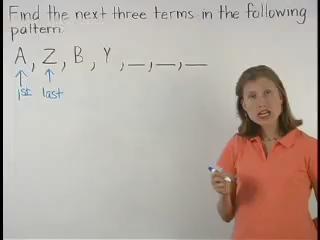 Find the next three terms in the following
pattern.
A, Z, B, Y, __, __, __
1st last